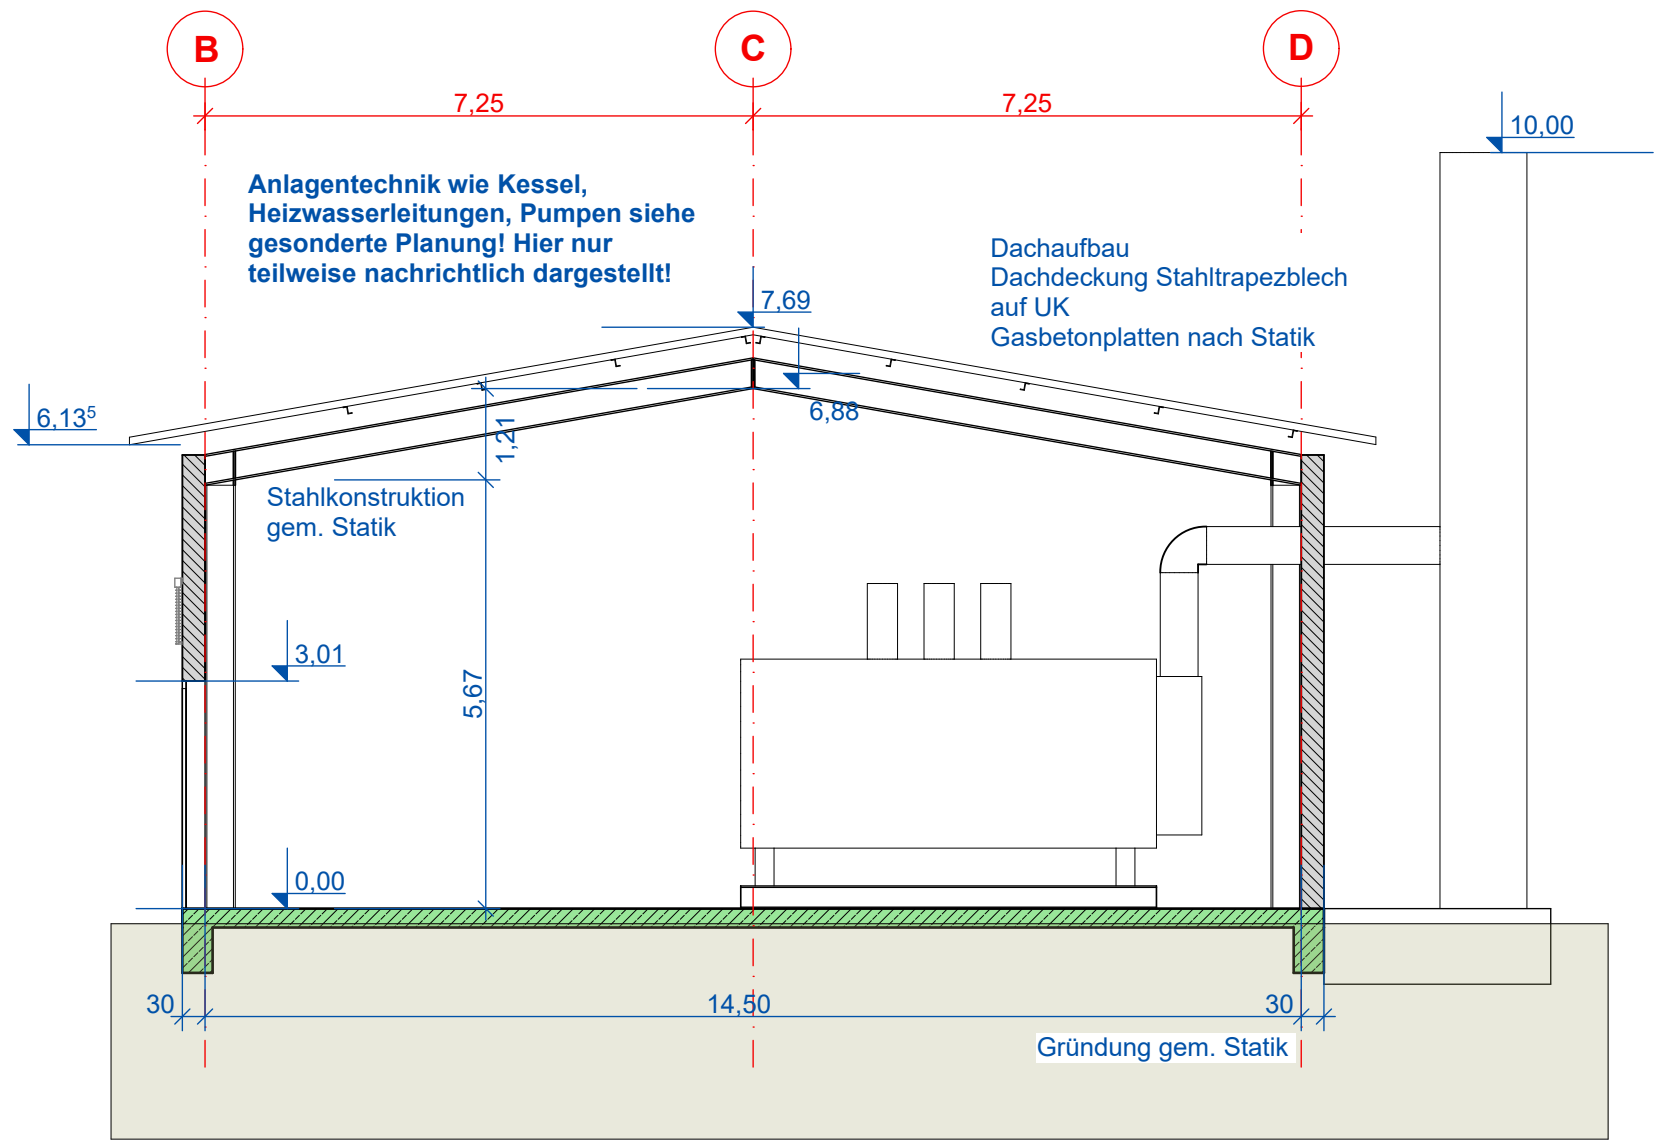 B
C
D
7,25
7,25
10,00
Anlagentechnik wie Kessel,
Heizwasserleitungen, Pumpen siehe
gesonderte Planung! Hier nur
teilweise nachrichtlich dargestellt!
Dachaufbau
Dachdeckung Stahltrapezblech
auf UK
Gasbetonplatten nach Statik
7,69
6,13⁵
6,88
1,21
Stahlkonstruktion
gem. Statik
3,01
5,67
0,00
30
14,50
30
Gründung gem. Statik